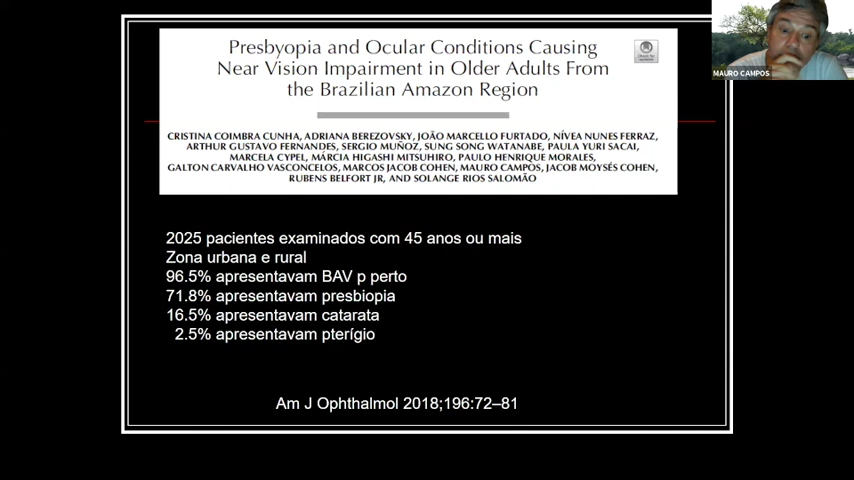 Presbyopia and Ocular Conditions Causing
Near Vision Impairment in Older Adults From
the Brazilian Amazon Region
CRISTINA COIMBRA CUNHA, ADRIANA BEREZOVSKY, JOÃO MARCELLO FURTADO, NÍVEA NUNES FERRAZ,
ARTHUR GUSTAVO FERNANDES, SERGIO MUÑOZ, SUNG SONG WATANABE, PAULA YURI SACAI,
MARCELA CYPEL, MÁRCIA HIGASHI MITSUHIRO, PAULO HENRIQUE MORALES,
GALTON CARVALHO VASCONCELOS, MARCOS JACOB COHEN, MAURO CAMPOS, JACOB MOYSÉS COHEN,
RUBENS BELFORT JR, AND SOLANGE RIOS SALOMÃO
MAURO CAMPOS
2025 pacientes examinados com 45 anos ou mais
Zona urbana e rural
96.5% apresentavam BAV p perto
71.8% apresentavam presbiopia
16.5% apresentavam catarata
2.5% apresentavam pterígio
Am J Ophthalmol 2018;196:72–81